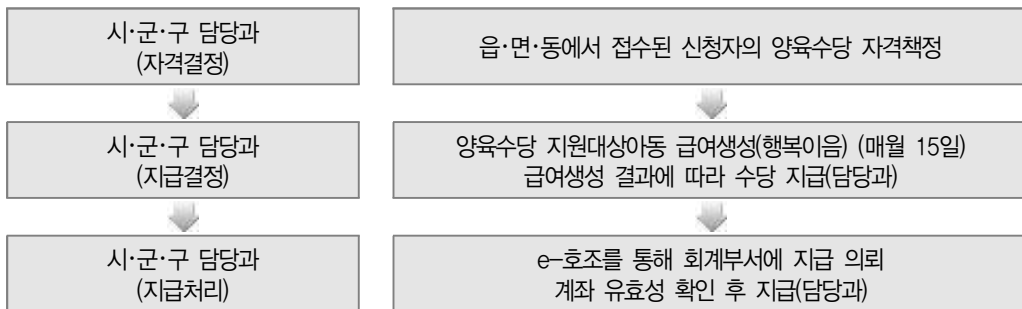 시·군·구 담당과
(자격결정)
읍·면·동에서 접수된 신청자의 양육수당 자격책정
시·군·구 담당과
(지급결정)
양육수당 지원대상아동 급여생성(행복이음) (매월 15일)
급여생성 결과에 따라 수당 지급(담당과)
시·군·구 담당과
(지급처리)
e-호조를 통해 회계부서에 지급 의뢰
계좌 유효성 확인 후 지급(담당과)